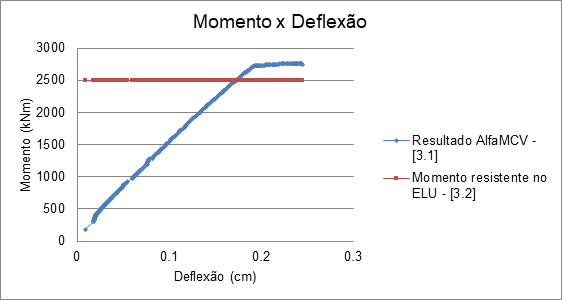 Momento x Deflexão
3000
2500
2000
1500
1000
500
0
Momento (kNm)
0
0.1
0.2
0.3
Deflexão (cm)
Resultado AlfaMCV -
[3.1]
Momento resistente no
ELU - [3.2]